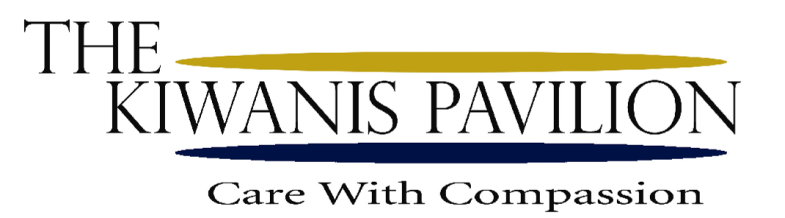 THE
KIWANIS PAVILION
Care With Compassion